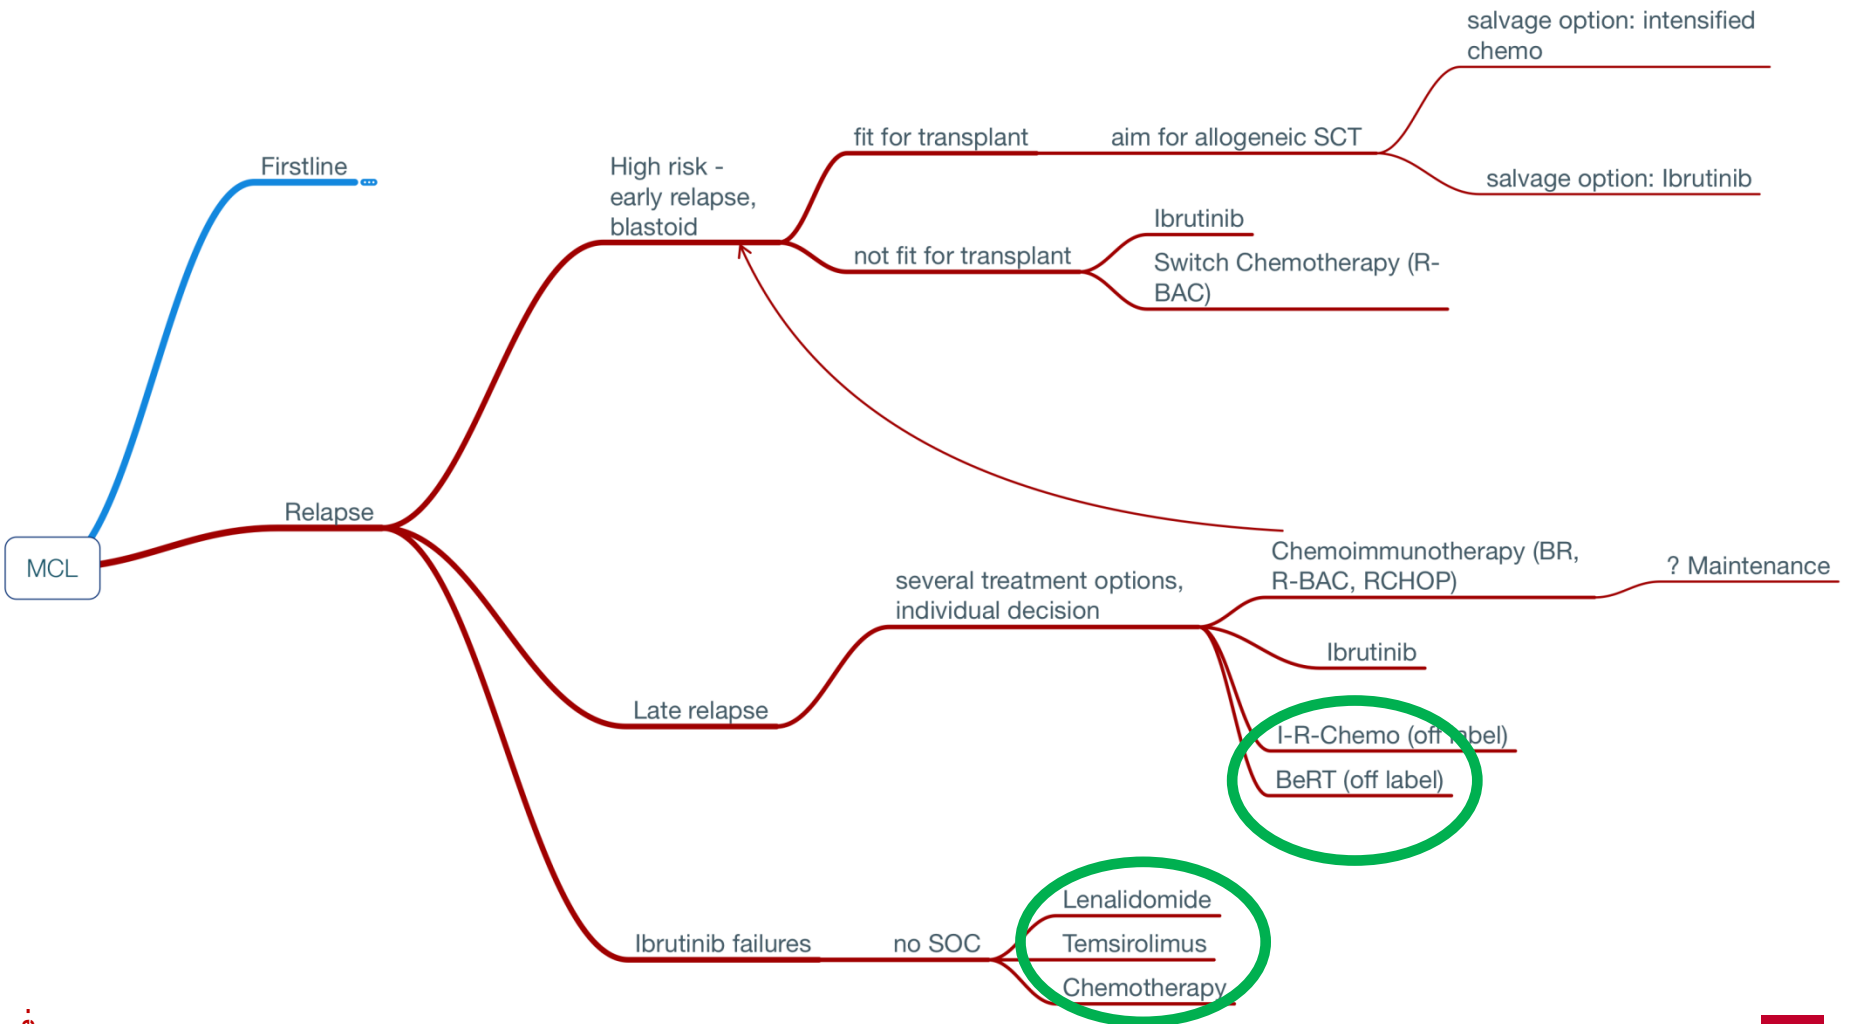 salvage option: intensified
chemo
fit for transplant
aim for allogeneic SCT
Firstline
High risk -
early relapse,
blastoid
salvage option: Ibrutinib
Ibrutinib
not fit for transplant
Switch Chemotherapy (R-
BAC)
Relapse
MCL
Chemoimmunotherapy (BR,
R-BAC, RCHOP)
? Maintenance
several treatment options,
individual decision
Ibrutinib
Late relapse
I-R-Chemo (off label)
BeRT (off label)
Lenalidomide
Ibrutinib failures
no SOC
Temsirolimus
Chemotherapy